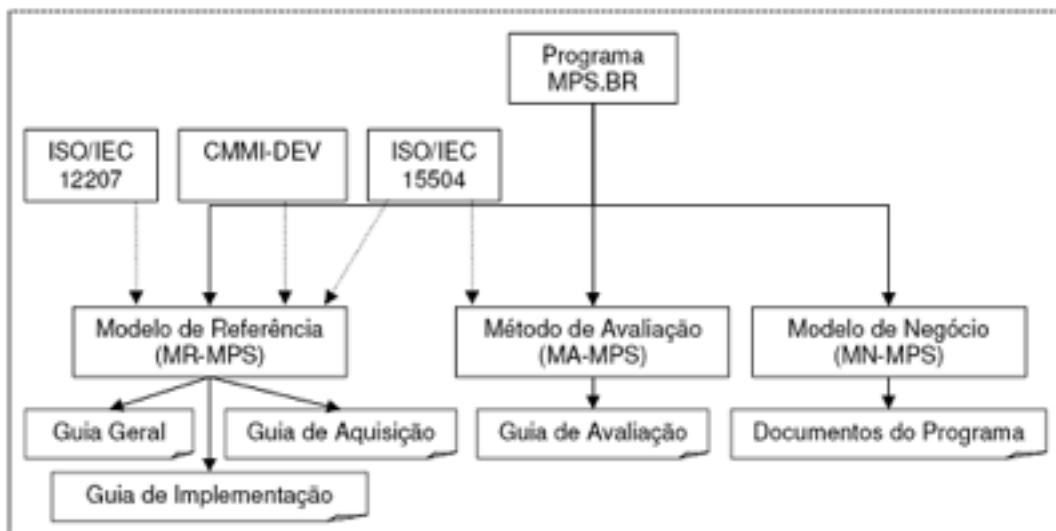 Programa
MPS.BR
ISO/IEC
12207
CMMI-DEV
ISO/IEC
15504
Modelo de Referência
(MR-MPS)
Método de Avaliação
(MA-MPS)
Modelo de Negócio
(MN-MPS)
Guia Geral
Guia de Aquisição
Guia de Avaliação
Documentos do Programa
Guia de Implementação